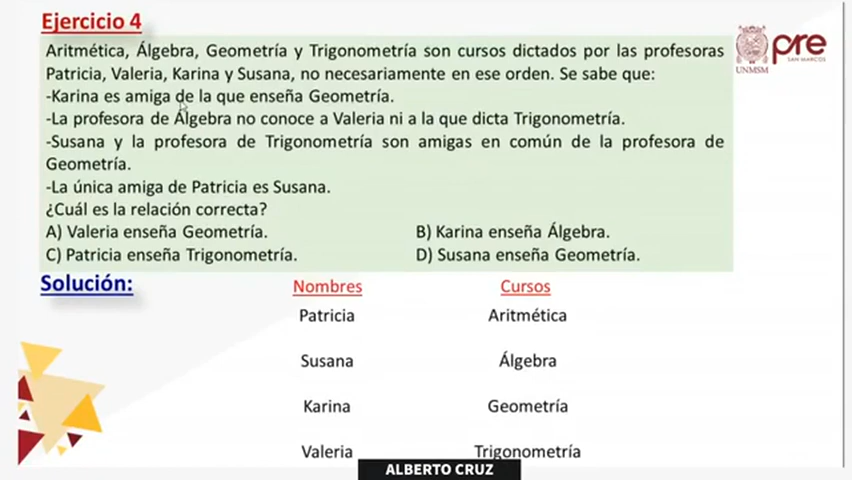 Ejercicio 4
Aritmética, Álgebra, Geometría y Trigonometría son cursos dictados por las profesoras
Patricia, Valeria, Karina y Susana, no necesariamente en ese orden. Se sabe que:
-Karina es amiga de la que enseña Geometría.
-La profesora de Álgebra no conoce a Valeria ni a la que dicta Trigonometría.
-Susana y la profesora de Trigonometría son amigas en común de la profesora de
Geometría.
-La única amiga de Patricia es Susana.
¿Cuál es la relación correcta?
A) Valeria enseña Geometría. B) Karina enseña Álgebra.
C) Patricia enseña Trigonometría. D) Susana enseña Geometría.
UNMSM
pre
SAN MARCOS
Solución:
Nombres Cursos
Patricia Aritmética
Susana Álgebra
Karina Geometría
Valeria Trigonometría
ALBERTO CRUZ